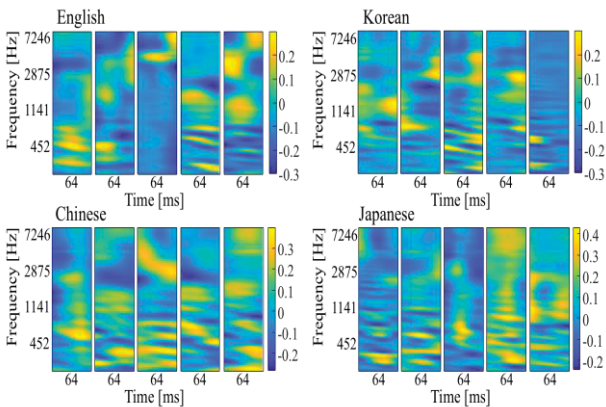 English
Frequency [Hz]
7246
2875
1141
452
64 64 64 64 64
Time [ms]
0.2
0.1
0
-0.1
-0.2
-0.3
Korean
Frequency [Hz]
7246
2875
1141
452
64 64 64 64 64
Time [ms]
0.2
0.1
0
-0.1
-0.2
-0.3
Chinese
Frequency [Hz]
7246
2875
1141
452
64 64 64 64 64
Time [ms]
0.3
0.2
0.1
0
-0.1
-0.2
Japanese
Frequency [Hz]
7246
2875
1141
452
64 64 64 64 64
Time [ms]
0.4
0.3
0.2
0.1
0
-0.1
-0.2